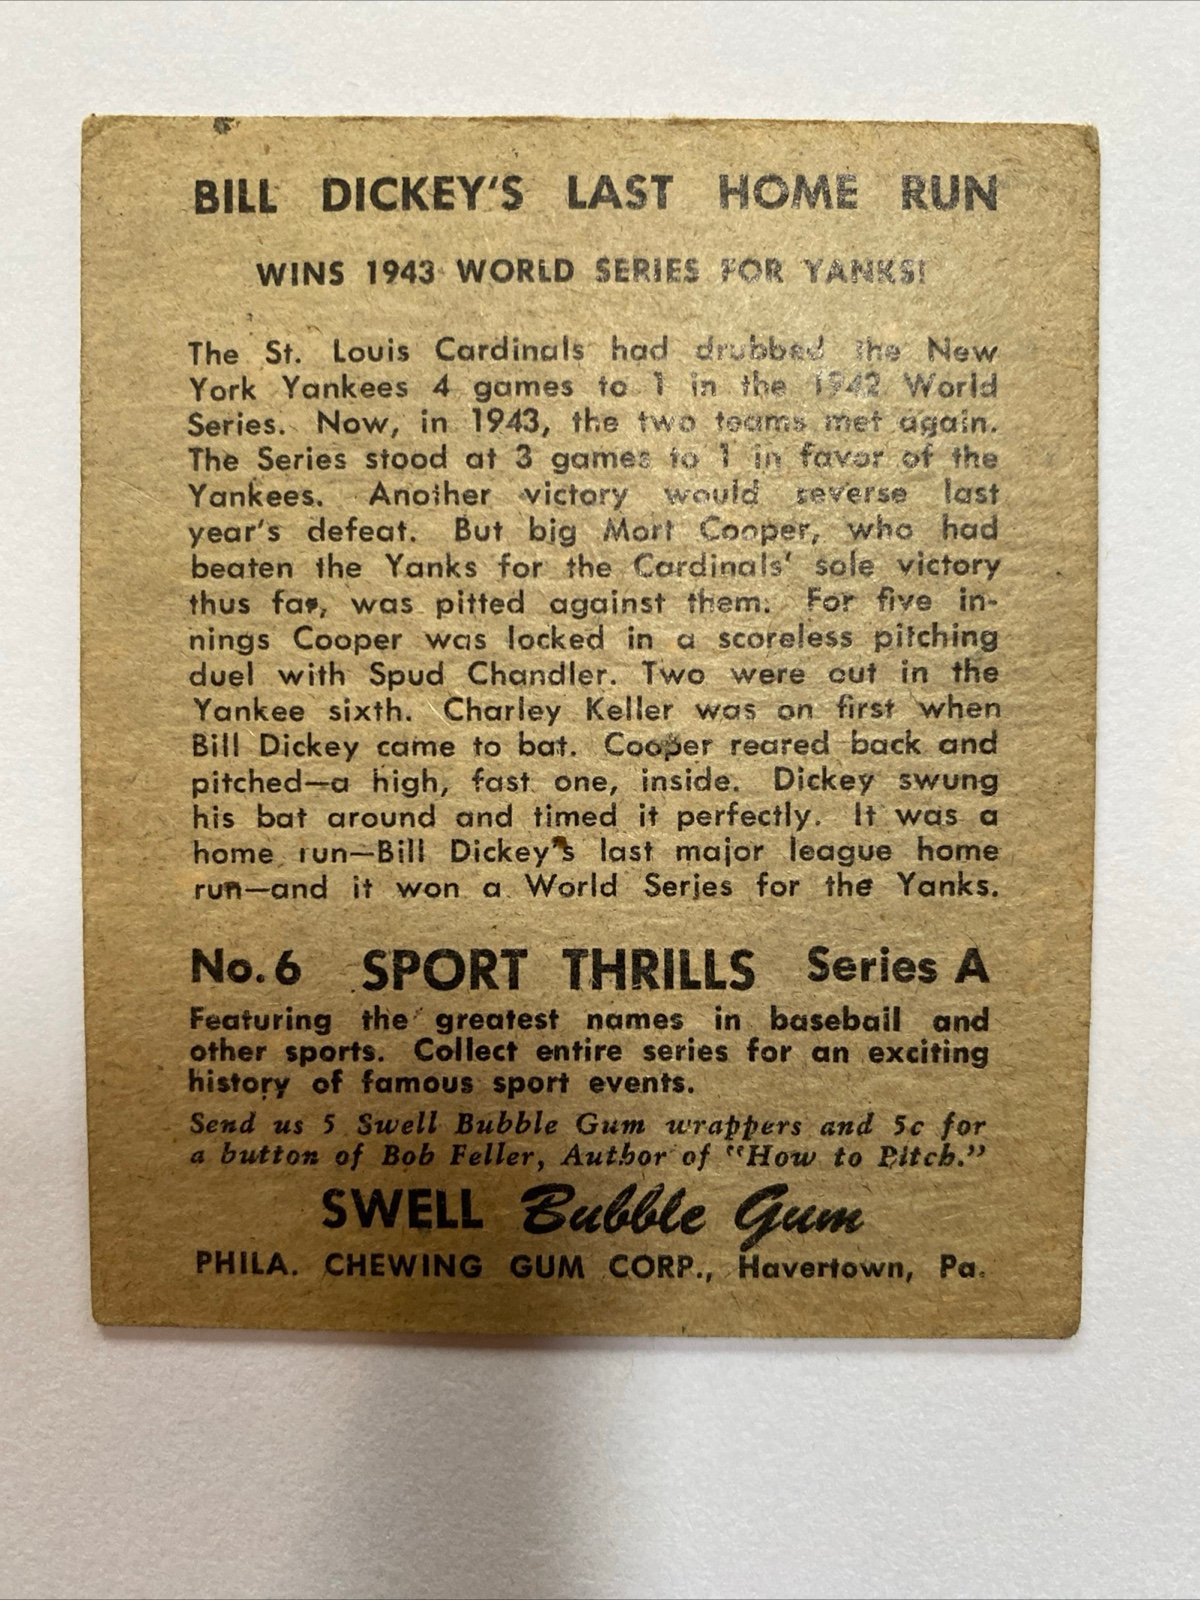 BILL DICKEY'S LAST HOME RUN
WINS 1943 WORLD SERIES FOR YANKS!
The St. Louis Cardinals had drubbed the New
York Yankees 4 games to 1 in the 1942 World
Series. Now, in 1943, the two teams met again.
The Series stood at 3 games to 1 in favor of the
Yankees. Another victory would reverse last
year's defeat. But big Mort Cooper, who had
beaten the Yanks for the Cardinals' sole victory
thus far, was pitted against them. For five in-
nings Cooper was locked in a scoreless pitching
duel with Spud Chandler. Two were out in the
Yankee sixth. Charley Keller was on first when
Bill Dickey came to bat. Cooper reared back and
pitched—a high, fast one, inside. Dickey swung
his bat around and timed it perfectly. It was a
home run—Bill Dickey's last major league home
run—and it won a World Series for the Yanks.
No. 6 SPORT THRILLS Series A
Featuring the greatest names in baseball and
other sports. Collect entire series for an exciting
history of famous sport events.
Send us 5 Swell Bubble Gum wrappers and 5c for
a button of Bob Feller, Author of "How to Pitch."
SWELL Bubble Gum
PHILA. CHEWING GUM CORP., Havertown, Pa.